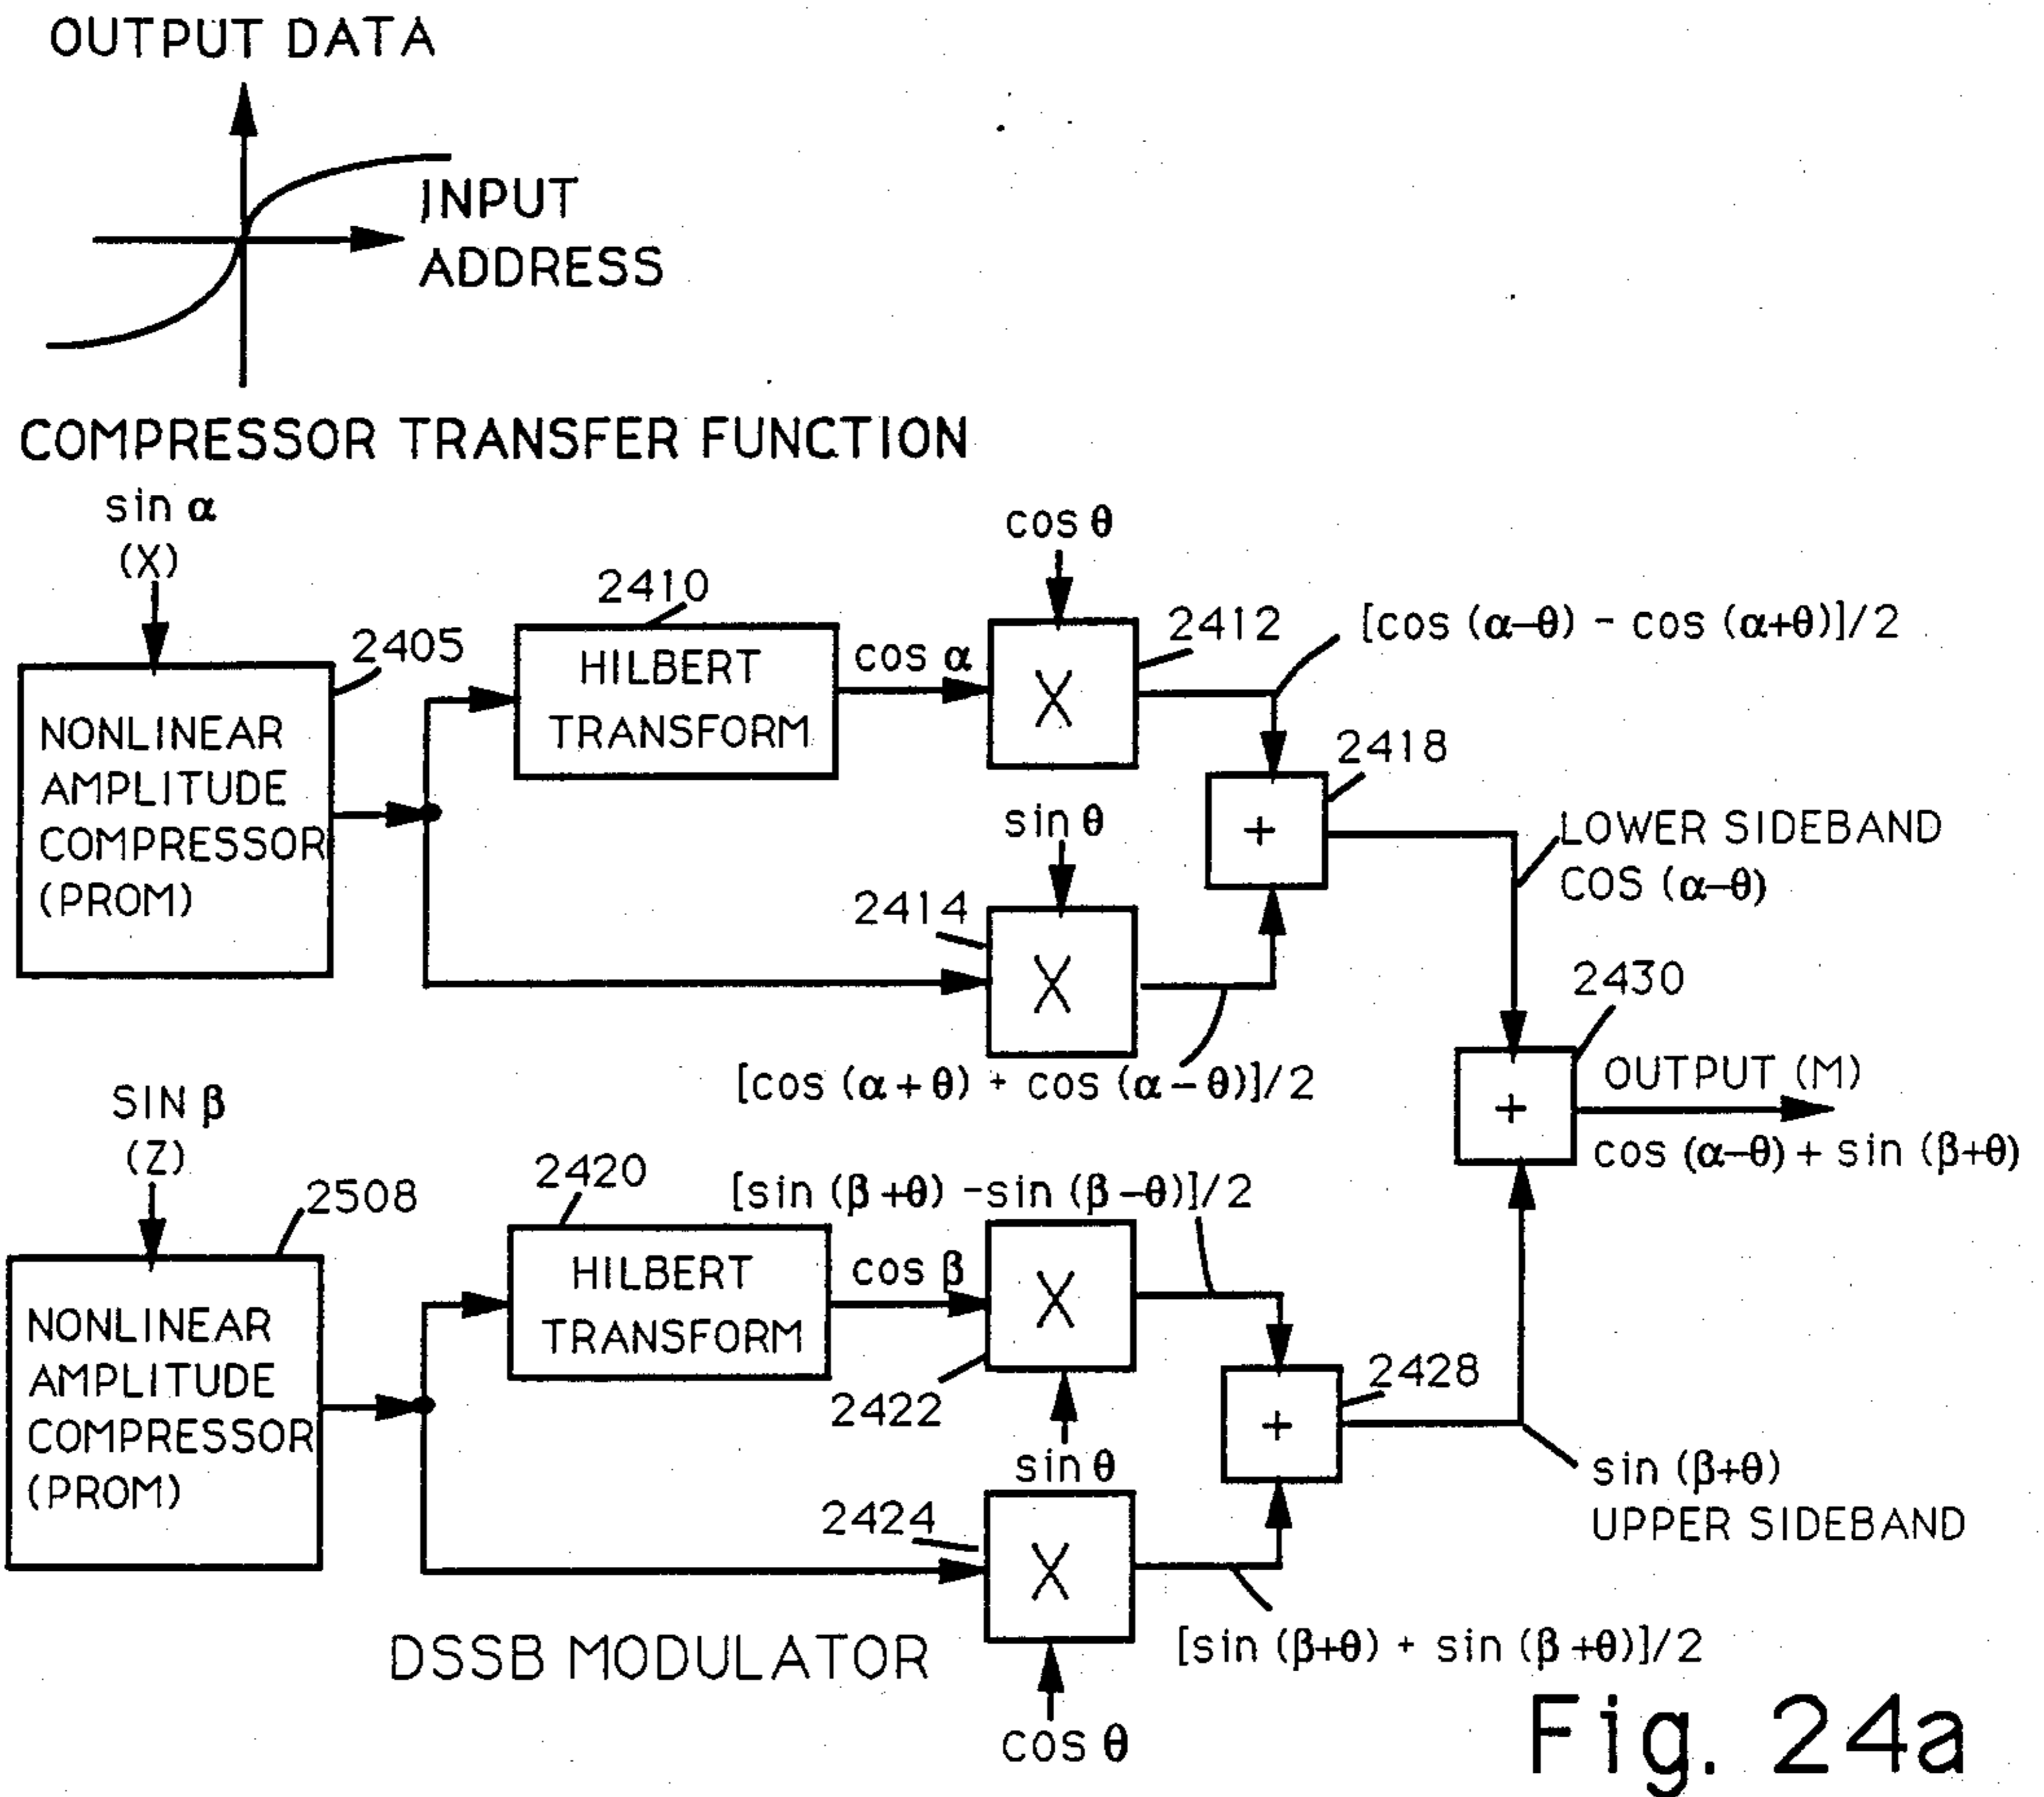 OUTPUT DATA
INPUT
ADDRESS
COMPRESSOR TRANSFER FUNCTION
sin α
(X)
2405
NONLINEAR
AMPLITUDE
COMPRESSOR
(PROM)
2410
HILBERT
TRANSFORM
cos α
cos θ
X
2412
[cos (α-θ) - cos (α+θ)]/2
2418
+
sin θ
2414
X
[cos (α + θ) + cos (α - θ)]/2
LOWER SIDEBAND
COS (α-θ)
2430
+
OUTPUT (M)
cos (α-θ) + sin (β+θ)
SIN β
(Z)
2508
NONLINEAR
AMPLITUDE
COMPRESSOR
(PROM)
2420
HILBERT
TRANSFORM
cos β
[sin (β +θ) -sin (β -θ)]/2
X
2422
sin θ
2428
+
2424
X
cos θ
[sin (β+θ) + sin (β +θ)]/2
sin (β+θ)
UPPER SIDEBAND
DSSB MODULATOR
Fig. 24a